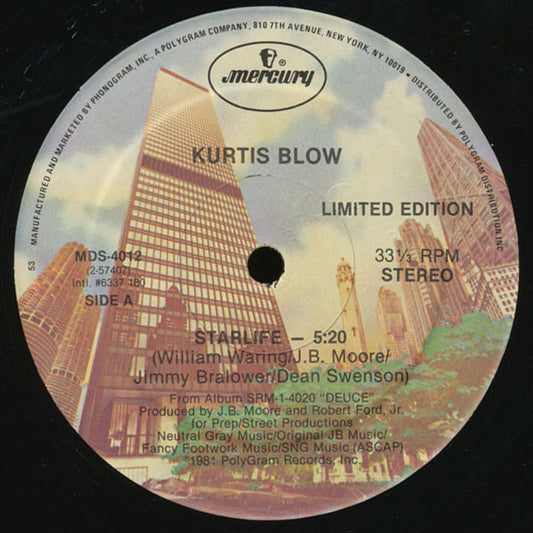 MANUFACTURED AND MARKETED BY PHONOGRAM, INC., A POLYGRAM COMPANY, 810 7TH AVENUE, NEW YORK, NY 10019 • DISTRIBUTED BY POLYGRAM DISTRIBUTION INC
mercury
KURTIS BLOW
LIMITED EDITION
53
MDS-4012
(2-57407)
Intl. #6337 180
SIDE A
33⅓ RPM
STEREO
STARLIFE – 5:20
(William Waring/J.B. Moore/
Jimmy Bralower/Dean Swenson)
From Album SRM-1-4020 "DEUCE"
Produced by J.B. Moore and Robert Ford, Jr.
for Prep/Street Productions
Neutral Gray Music/Original JB Music/
Fancy Footwork Music/SNG Music (ASCAP)
©1981 PolyGram Records, Inc.